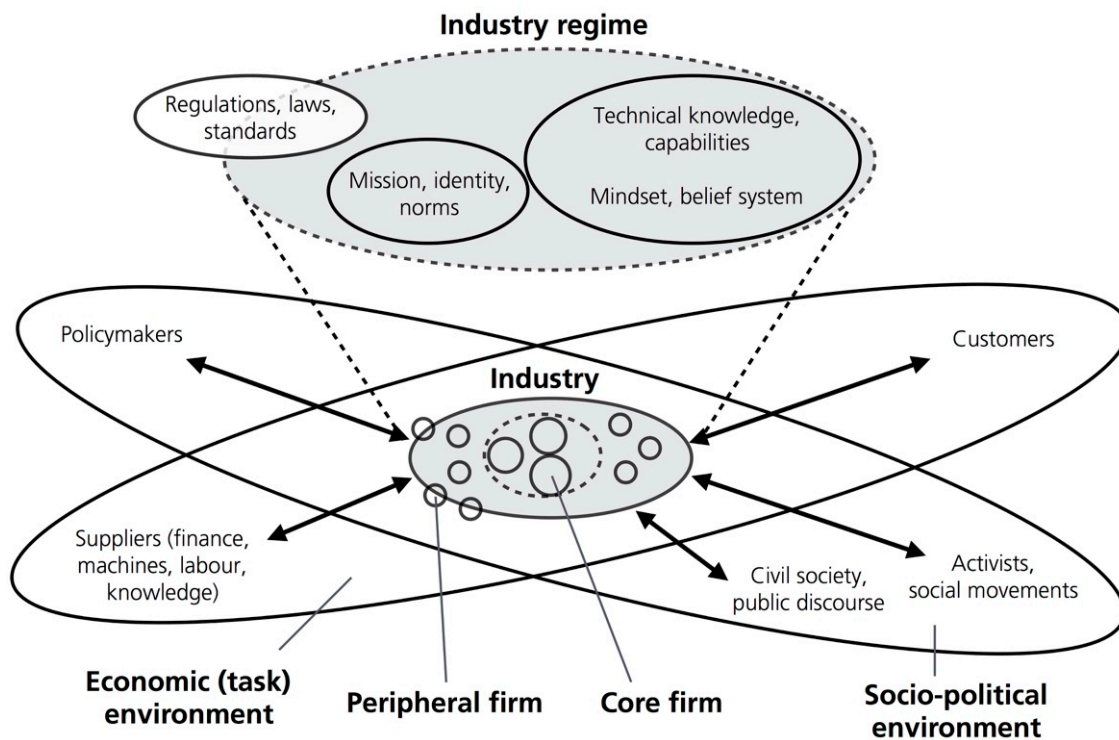 Industry regime
Regulations, laws,
standards
Technical knowledge,
capabilities
Mission, identity,
norms
Mindset, belief system
Policymakers
Customers
Industry
Suppliers (finance,
machines, labour,
knowledge)
Civil society,
public discourse
Activists,
social movements
Economic (task)
environment
Peripheral firm
Core firm
Socio-political
environment